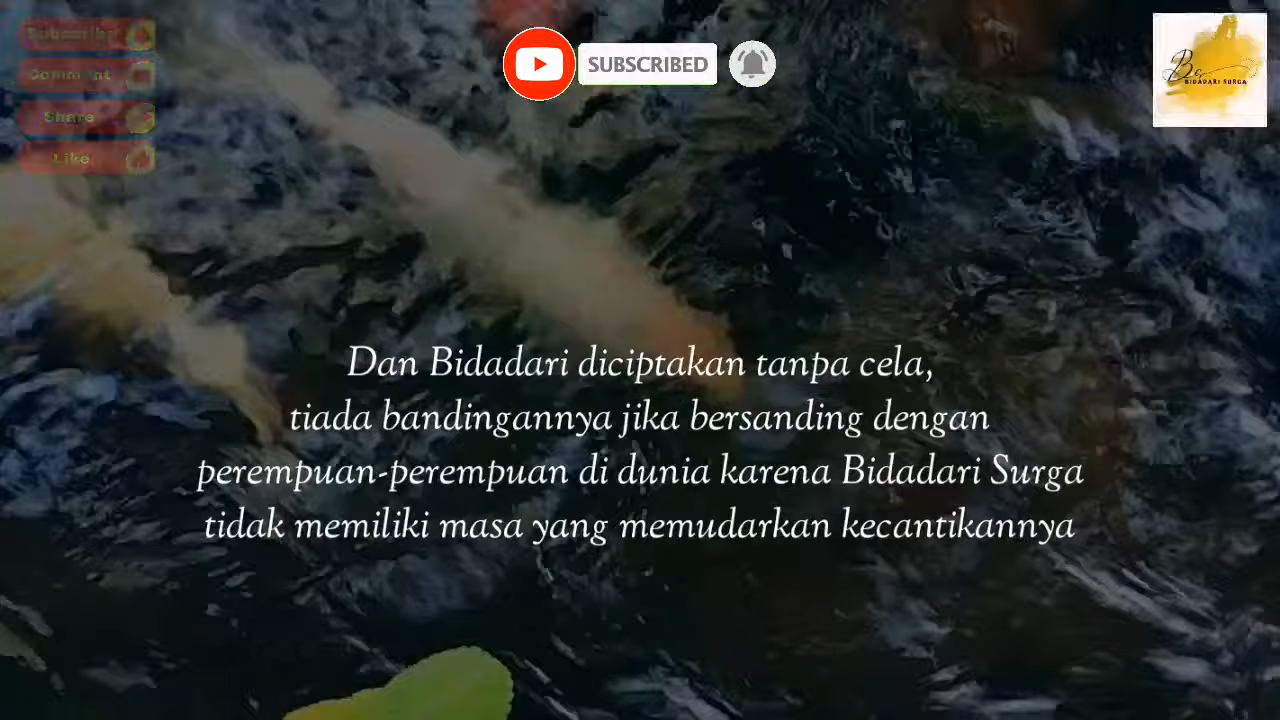 Subscribe
Comment
Share
Like
SUBSCRIBED
Bs
BIDADARI SURGA
Dan Bidadari diciptakan tanpa cela,
tiada bandingannya jika bersanding dengan
perempuan-perempuan di dunia karena Bidadari Surga
tidak memiliki masa yang memudarkan kecantikannya